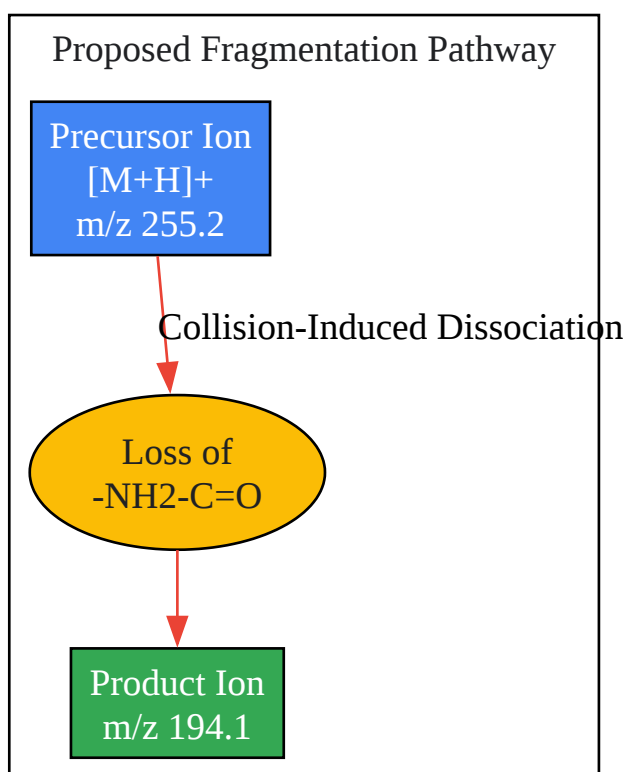 Proposed Fragmentation Pathway
Precursor Ion
[M+H]+
m/z 255.2
Collision-Induced Dissociation
Loss of
-NH2-C=O
Product Ion
m/z 194.1